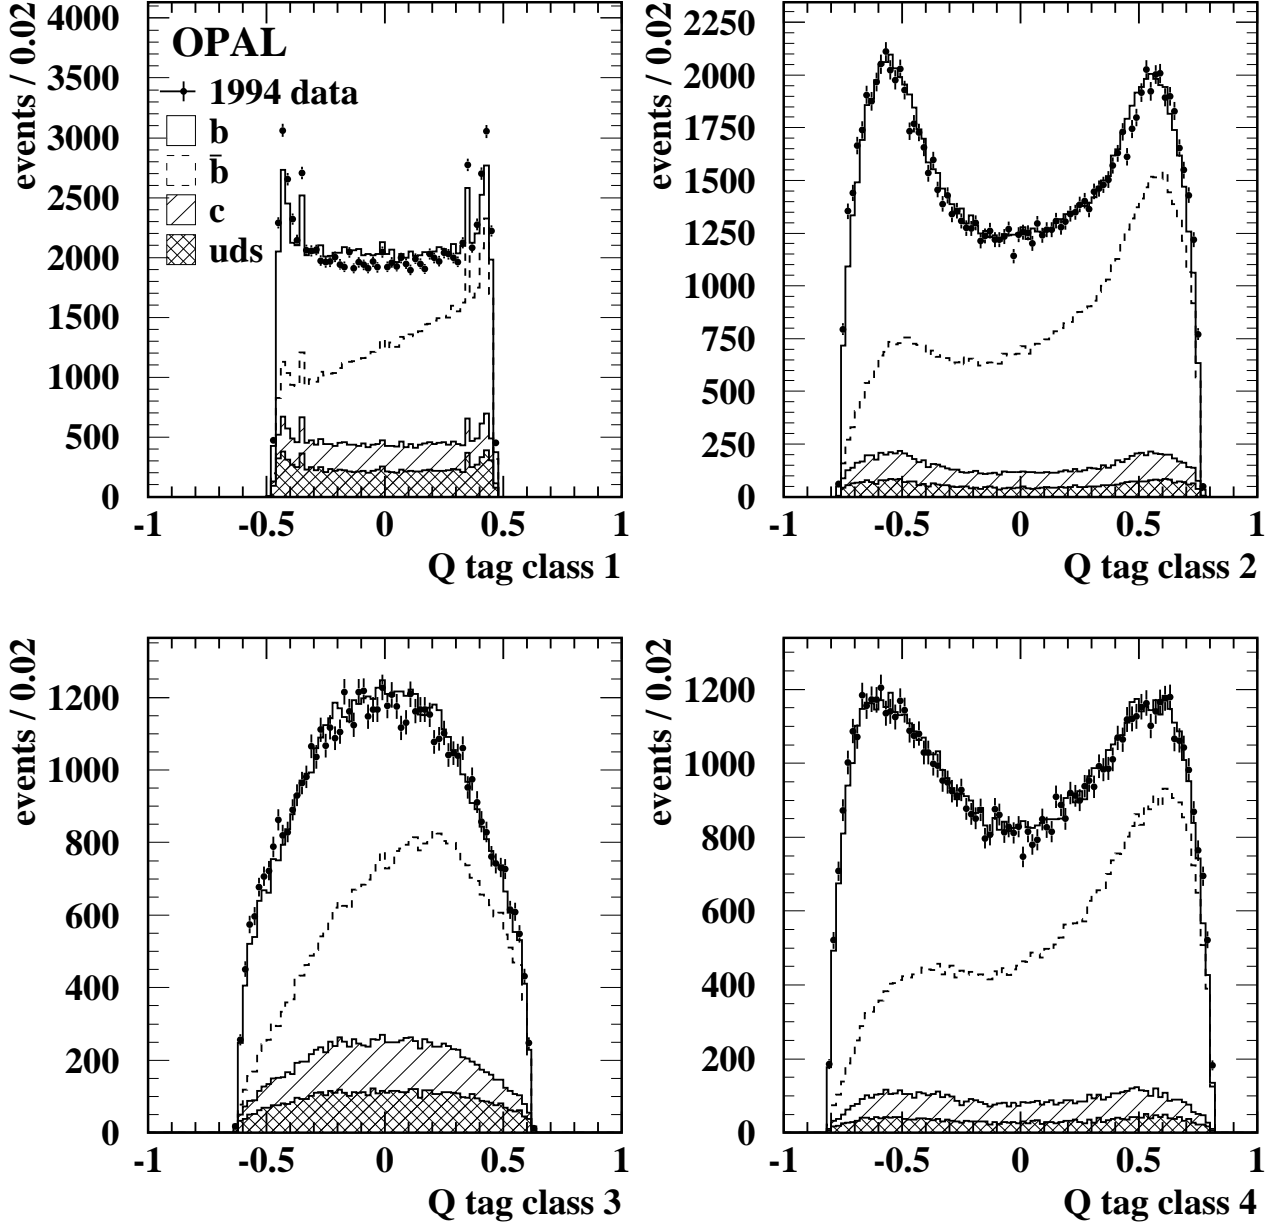 events / 0.02
4000
3500
3000
2500
2000
1500
1000
500
0
OPAL
1994 data
b
b̄
c
uds
-1 -0.5 0 0.5 1
Q tag class 1
events / 0.02
2250
2000
1750
1500
1250
1000
750
500
250
0
-1 -0.5 0 0.5 1
Q tag class 2
events / 0.02
1200
1000
800
600
400
200
0
-1 -0.5 0 0.5 1
Q tag class 3
events / 0.02
1200
1000
800
600
400
200
0
-1 -0.5 0 0.5 1
Q tag class 4